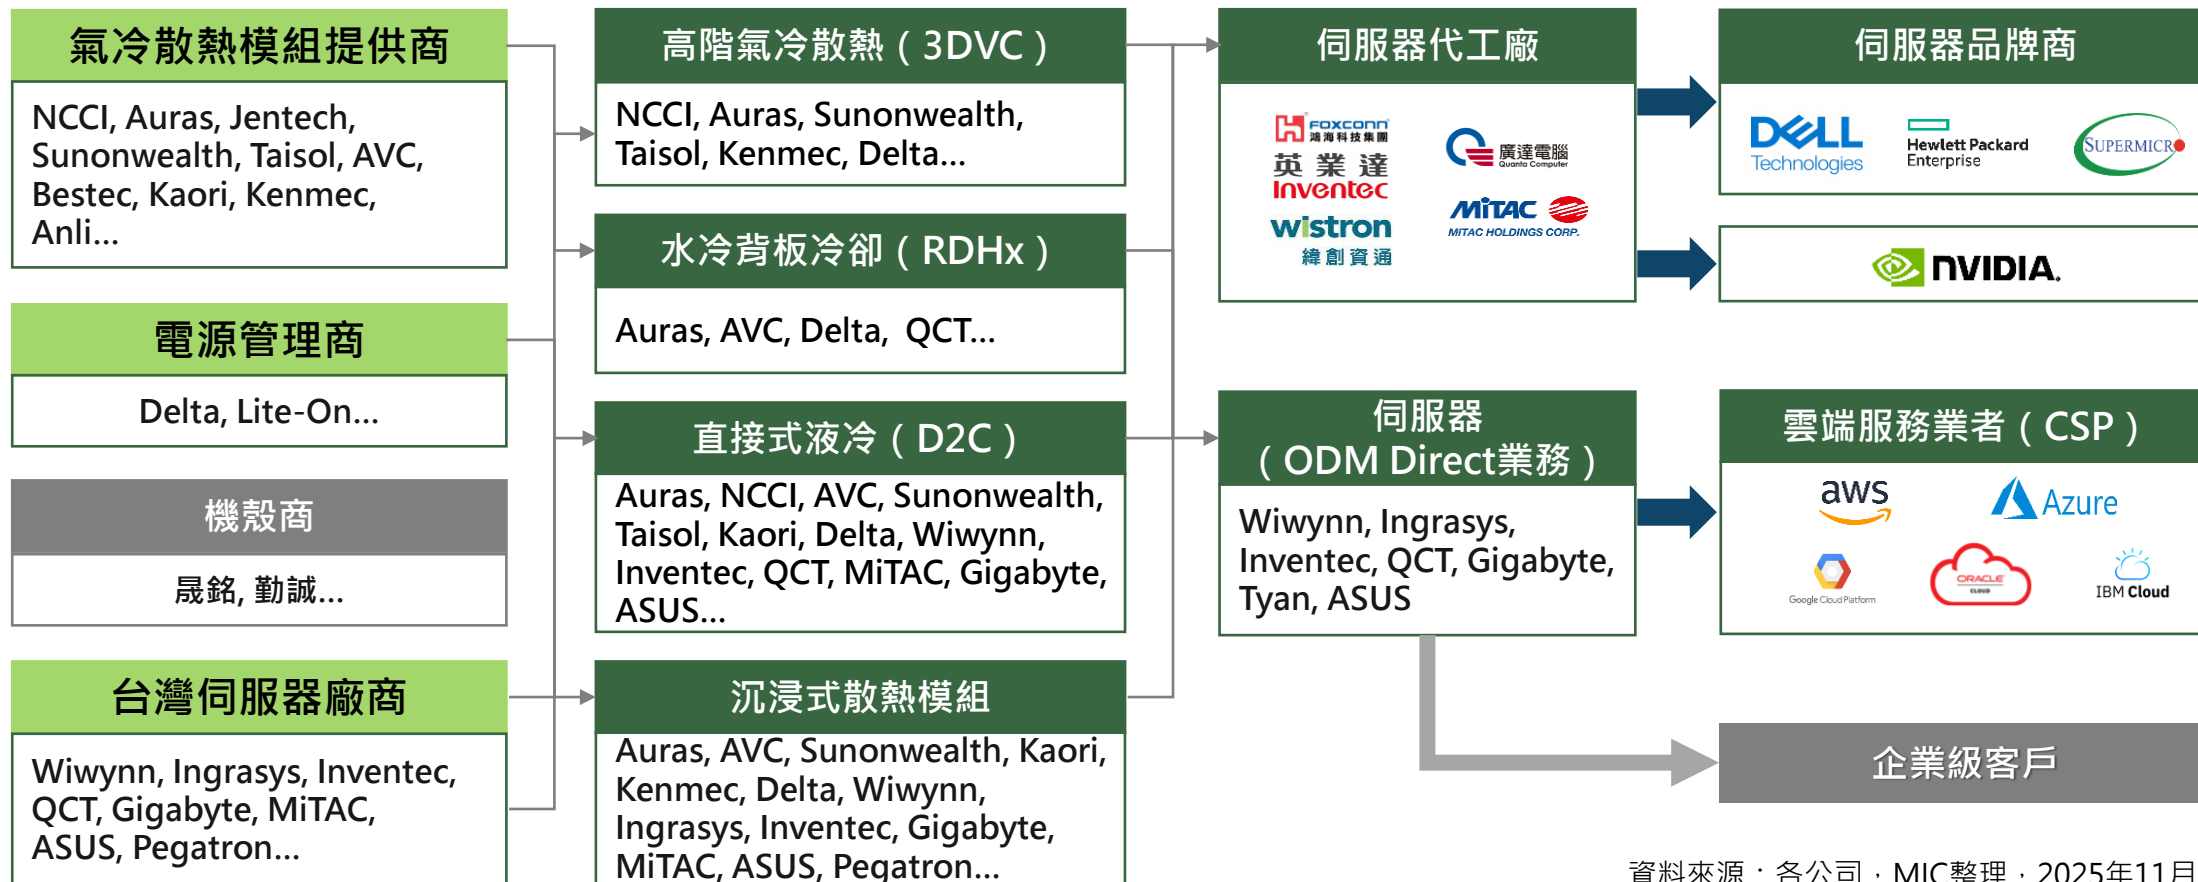 氣冷散熱模組提供商
NCCI, Auras, Jentech,
Sunonwealth, Taisol, AVC,
Bestec, Kaori, Kenmec,
Anli...
電源管理商
Delta, Lite-On...
機殼商
晟銘, 勤誠...
台灣伺服器廠商
Wiwynn, Ingrasys, Inventec,
QCT, Gigabyte, MiTAC,
ASUS, Pegatron...
高階氣冷散熱（3DVC）
NCCI, Auras, Sunonwealth,
Taisol, Kenmec, Delta...
水冷背板冷卻（RDHx）
Auras, AVC, Delta, QCT...
直接式液冷（D2C）
Auras, NCCI, AVC, Sunonwealth,
Taisol, Kaori, Delta, Wiwynn,
Inventec, QCT, MiTAC, Gigabyte,
ASUS...
沉浸式散熱模組
Auras, AVC, Sunonwealth, Kaori,
Kenmec, Delta, Wiwynn,
Ingrasys, Inventec, Gigabyte,
MiTAC, ASUS, Pegatron...
伺服器代工廠
FOXCONN
鴻海科技集團
英業達
Inventec
wistron
緯創資通
廣達電腦
Quanta Computer
MiTAC
MITAC HOLDINGS CORP.
伺服器
（ODM Direct業務）
Wiwynn, Ingrasys,
Inventec, QCT, Gigabyte,
Tyan, ASUS
伺服器品牌商
DELL
Technologies
Hewlett Packard
Enterprise
SUPERMICRO
NVIDIA.
雲端服務業者（CSP）
aws
Azure
Google Cloud Platform
ORACLE
CLOUD
IBM Cloud
企業級客戶
資料來源：各公司，MIC整理，2025年11月